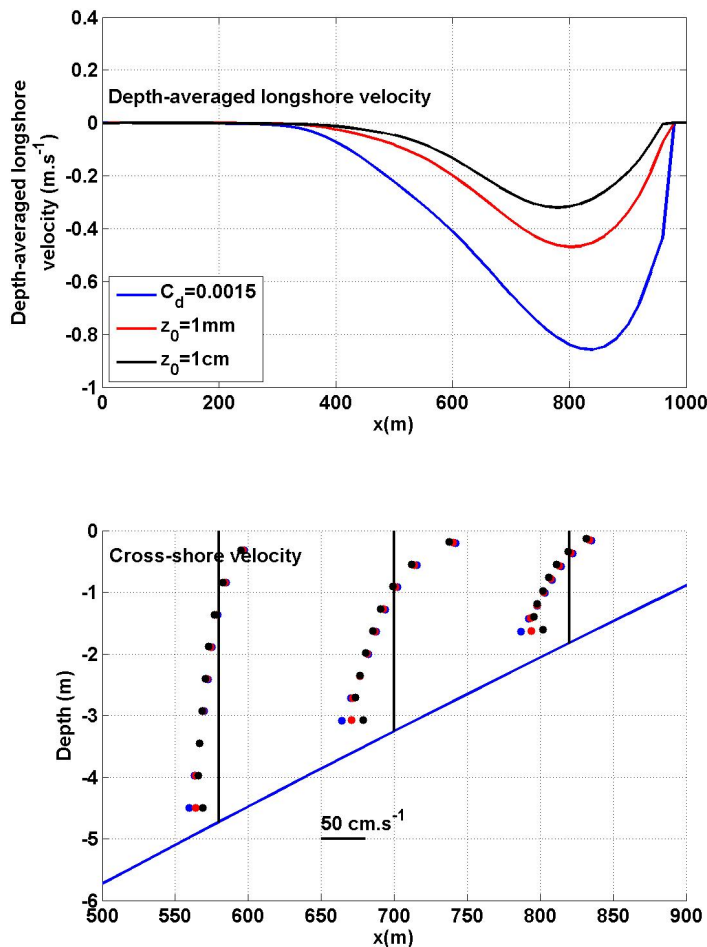 0.4
0.2
Depth-averaged longshore velocity
0
-0.2
-0.4
-0.6
-0.8
-1
Depth-averaged longshore
velocity (m.s-1)
Cd=0.0015
z0=1mm
z0=1cm
0 200 400 600 800 1000
x(m)
0
Cross-shore velocity
-1
-2
-3
-4
-5
-6
Depth (m)
50 cm.s-1
500 550 600 650 700 750 800 850 900
x(m)